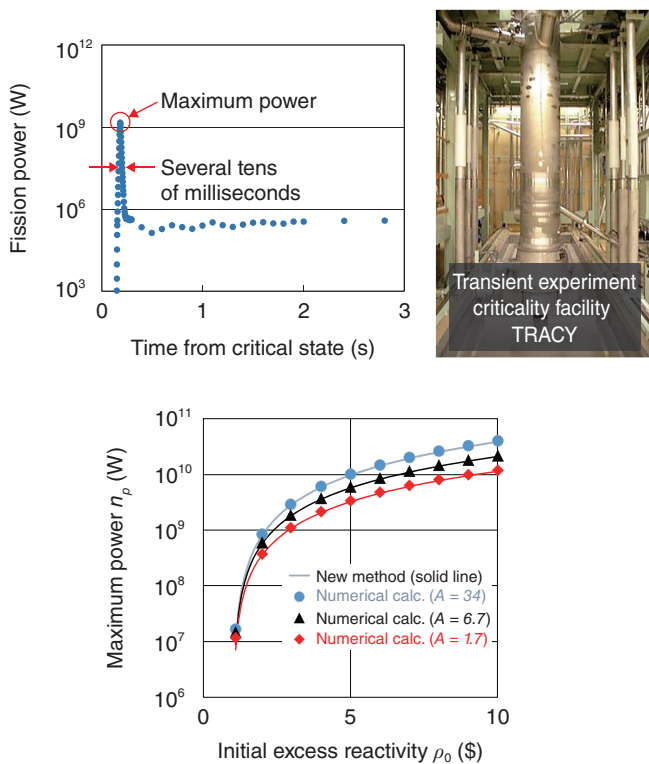 10¹²
10⁹
10⁶
10³
Fission power (W)
Maximum power
Several tens
of milliseconds
0
1
2
3
Time from critical state (s)
Transient experiment
criticality facility
TRACY
10¹¹
10¹⁰
10⁹
10⁸
10⁷
10⁶
Maximum power nₚ (W)
New method (solid line)
Numerical calc. (A = 34)
Numerical calc. (A = 6.7)
Numerical calc. (A = 1.7)
0
5
10
Initial excess reactivity ρ₀ ($)